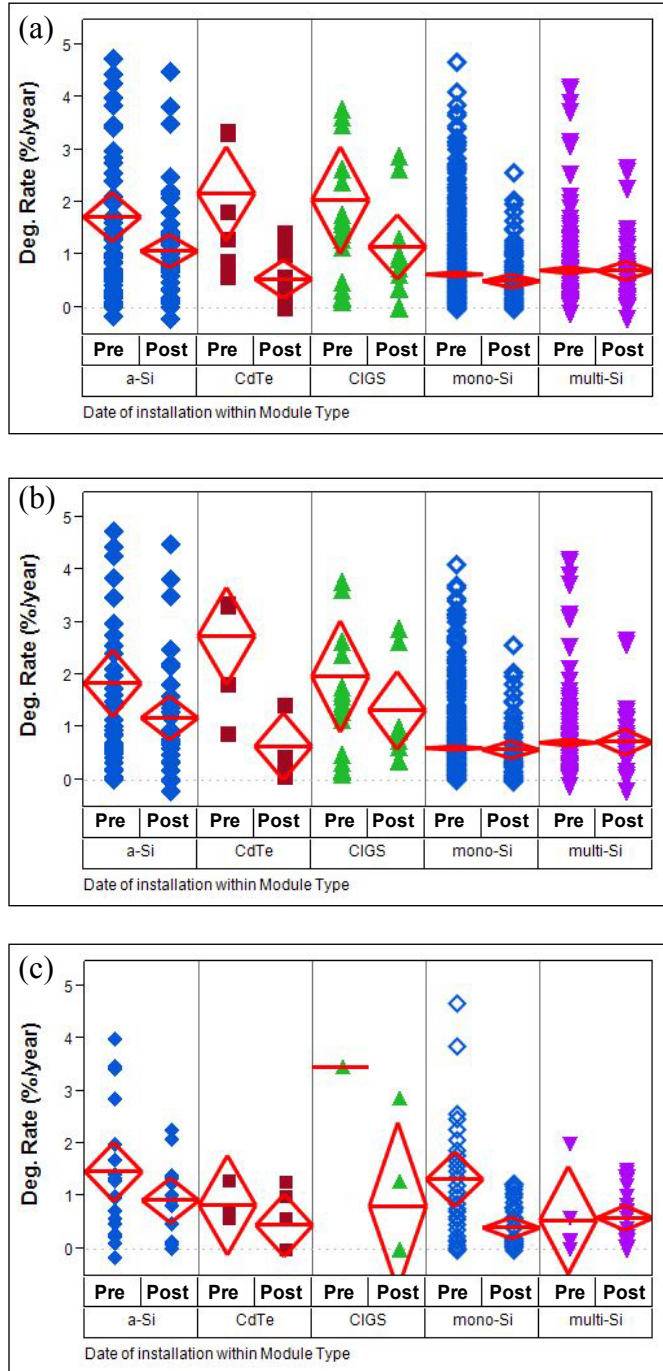 (a)
Deg. Rate (%/year)
5
4
3
2
1
0
Pre Post Pre Post Pre Post Pre Post Pre Post
a-Si CdTe CIGS mono-Si multi-Si
Date of installation within Module Type
(b)
Deg. Rate (%/year)
5
4
3
2
1
0
Pre Post Pre Post Pre Post Pre Post Pre Post
a-Si CdTe CIGS mono-Si multi-Si
Date of installation within Module Type
(c)
Deg. Rate (%/year)
5
4
3
2
1
0
Pre Post Pre Post Pre Post Pre Post Pre Post
a-Si CdTe CIGS mono-Si multi-Si
Date of installation within Module Type